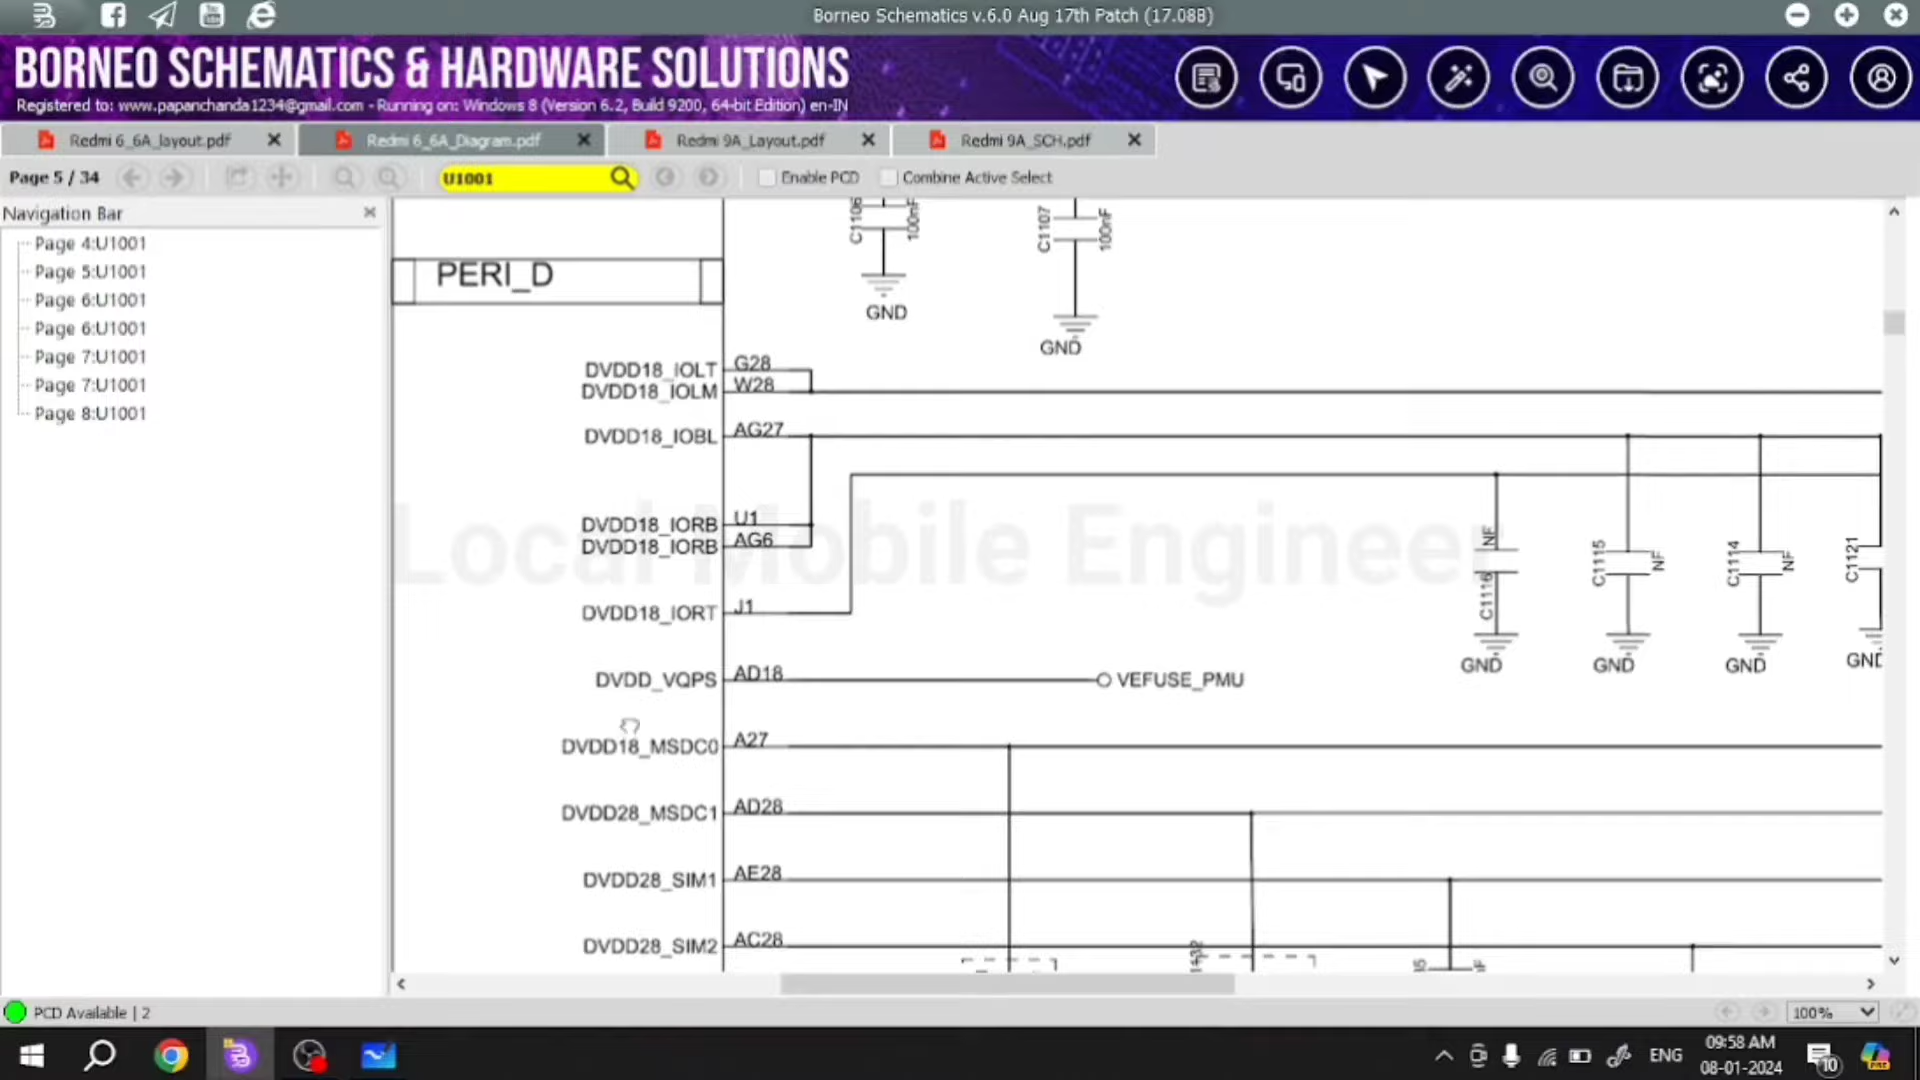 Borneo Schematics v.6.0 Aug 17th Patch (17.08B)
BORNEO SCHEMATICS & HARDWARE SOLUTIONS
Registered to: www.papanchanda1234@gmail.com - Running on: Windows 8 (Version 6.2, Build 9200, 64-bit Edition) en-IN
Redmi 6_6A_layout.pdf
Redmi 6_6A_Diagram.pdf
Redmi 9A_Layout.pdf
Redmi 9A_SCH.pdf
Page 5 / 34
U1001
Enable PCD
Combine Active Select
Navigation Bar
Page 4:U1001
Page 5:U1001
Page 6:U1001
Page 6:U1001
Page 7:U1001
Page 7:U1001
Page 8:U1001
C1106
100nF
C1107
100nF
PERI_D
GND
GND
DVDD18_IOLT G28
DVDD18_IOLM W28
DVDD18_IOBL AG27
DVDD18_IORB U1
DVDD18_IORB AG6
Local Mobile Engineer
NF
C1116
C1115
NF
C1114
NF
C1121
DVDD18_IORT J1
GND
GND
GND
GND
DVDD_VQPS AD18
VEFUSE_PMU
DVDD18_MSDC0 A27
DVDD28_MSDC1 AD28
DVDD28_SIM1 AE28
DVDD28_SIM2 AC28
PCD Available | 2
100%
ENG
09:58 AM
08-01-2024
10